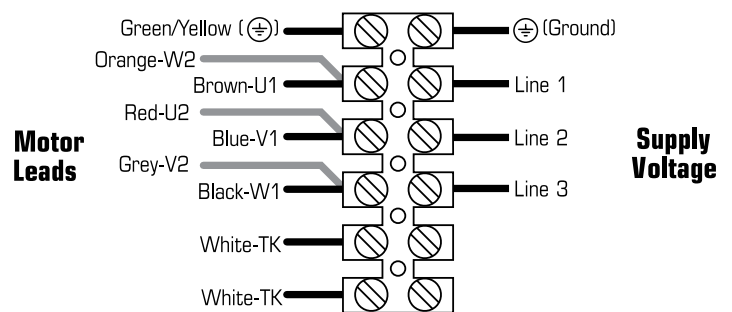 Green/Yellow (⏚) (Ground)
Orange-W2
Brown-U1 Line 1
Red-U2
Blue-V1 Line 2
Motor Leads
Supply Voltage
Grey-V2
Black-W1 Line 3
White-TK
White-TK